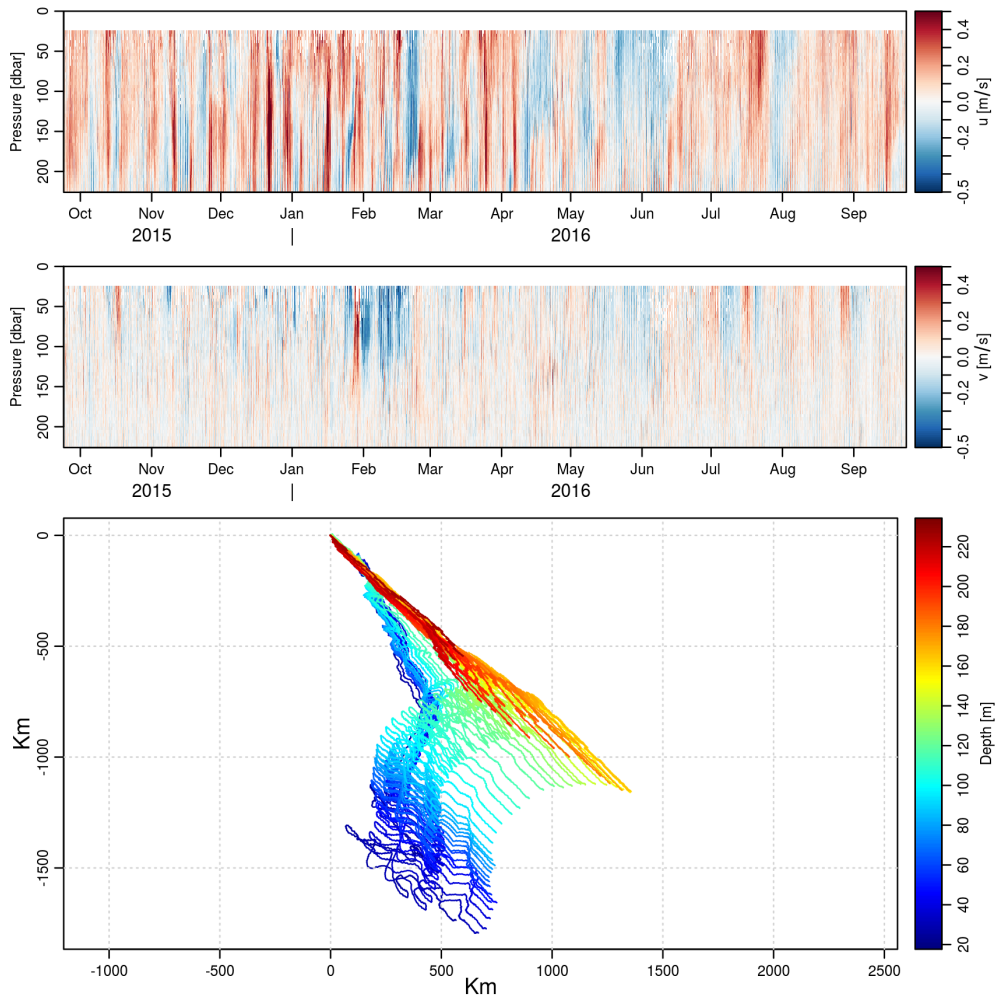 Pressure [dbar]
0
50
100
150
200
Oct Nov Dec Jan Feb Mar Apr May Jun Jul Aug Sep
2015 | 2016
0.4
0.2
0.0
-0.2
-0.5
u [m/s]
Pressure [dbar]
0
50
100
150
200
Oct Nov Dec Jan Feb Mar Apr May Jun Jul Aug Sep
2015 | 2016
0.4
0.2
0.0
-0.2
-0.5
v [m/s]
Km
0
-500
-1000
-1500
-1000 -500 0 500 1000 1500 2000 2500
Km
220
200
180
160
140
120
100
80
60
40
20
Depth [m]